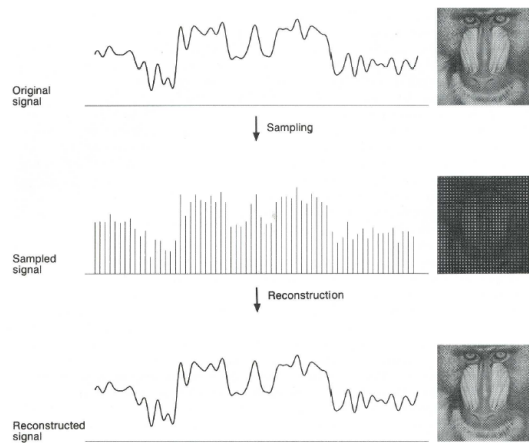 Original
signal
Sampling
Sampled
signal
Reconstruction
Reconstructed
signal